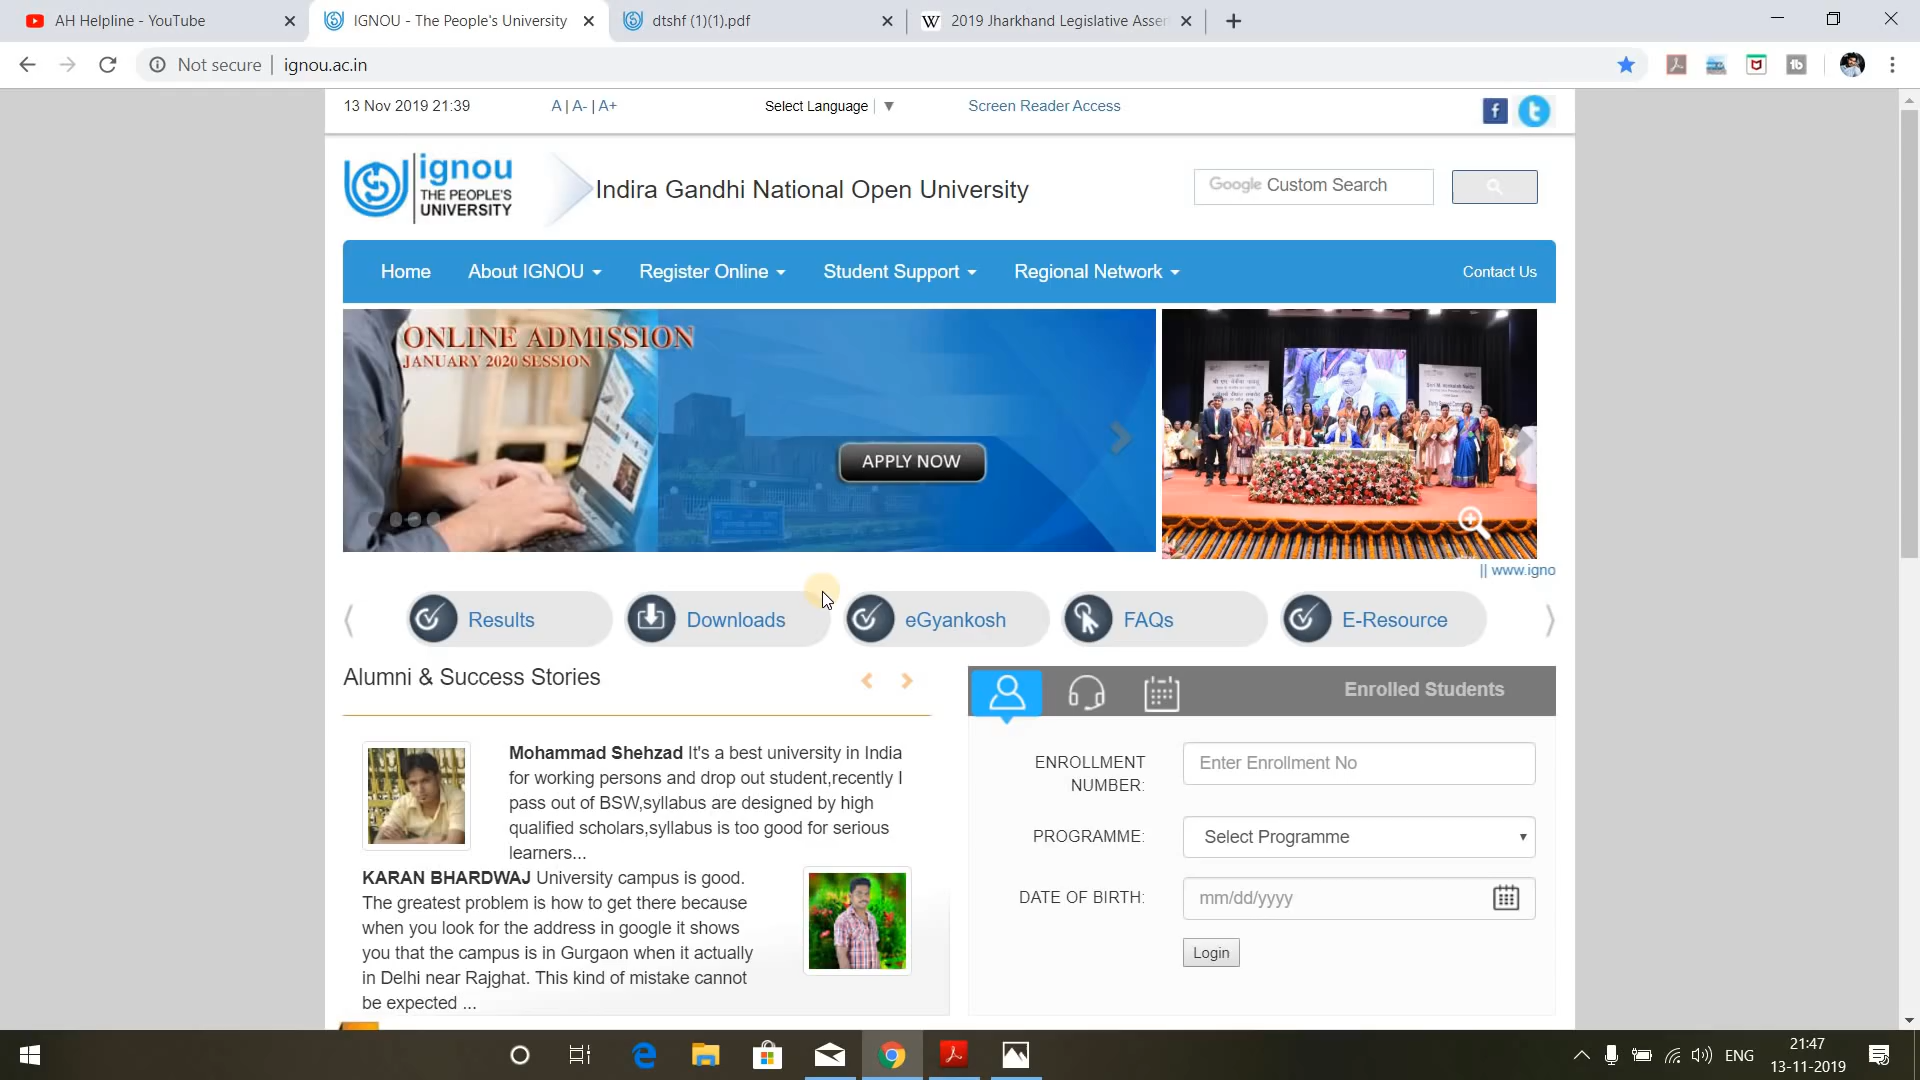 AH Helpline - YouTube
IGNOU - The People's University
dtshf (1)(1).pdf
2019 Jharkhand Legislative Asse
Not secure
ignou.ac.in
13 Nov 2019 21:39
A | A- | A+
Select Language ▼
Screen Reader Access
ignou
THE PEOPLE'S
UNIVERSITY
Indira Gandhi National Open University
Google Custom Search
Home
About IGNOU
Register Online
Student Support
Regional Network
Contact Us
ONLINE ADMISSION
JANUARY 2020 SESSION
APPLY NOW
|| www.igno
Results
Downloads
eGyankosh
FAQs
E-Resource
Alumni & Success Stories
Enrolled Students
Mohammad Shehzad It's a best university in India
for working persons and drop out student,recently I
pass out of BSW,syllabus are designed by high
qualified scholars,syllabus is too good for serious
learners...
KARAN BHARDWAJ University campus is good.
The greatest problem is how to get there because
when you look for the address in google it shows
you that the campus is in Gurgaon when it actually
in Delhi near Rajghat. This kind of mistake cannot
be expected ...
ENROLLMENT
NUMBER:
Enter Enrollment No
PROGRAMME:
Select Programme
DATE OF BIRTH:
mm/dd/yyyy
Login
ENG
21:47
13-11-2019